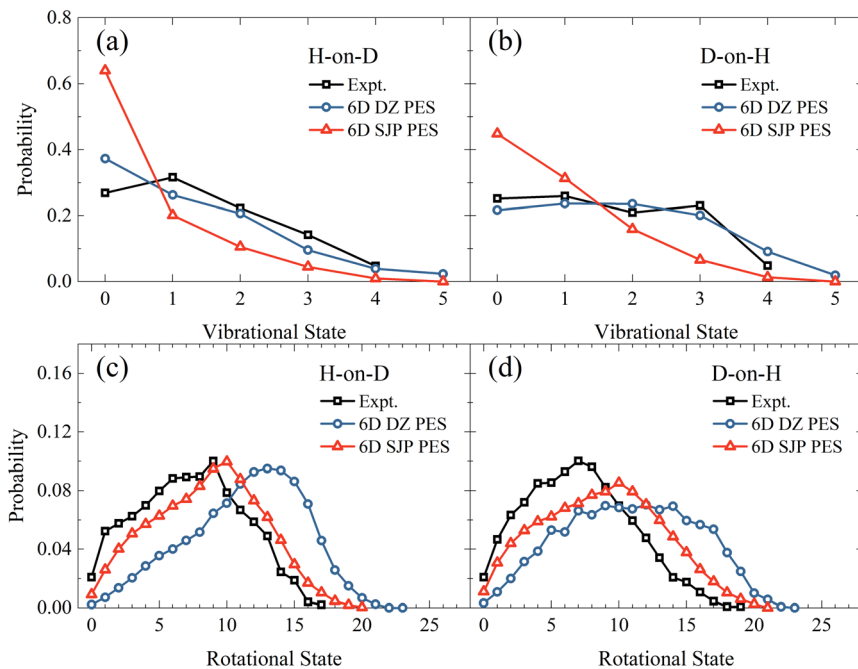 (a)
H-on-D
Expt.
6D DZ PES
6D SJP PES
(b)
D-on-H
Expt.
6D DZ PES
6D SJP PES
Probability
0.8
0.6
0.4
0.2
0.0
0 1 2 3 4 5
0 1 2 3 4 5
Vibrational State
Vibrational State
(c)
H-on-D
Expt.
6D DZ PES
6D SJP PES
(d)
D-on-H
Expt.
6D DZ PES
6D SJP PES
Probability
0.16
0.12
0.08
0.04
0.00
0 5 10 15 20 25
0 5 10 15 20 25
Rotational State
Rotational State